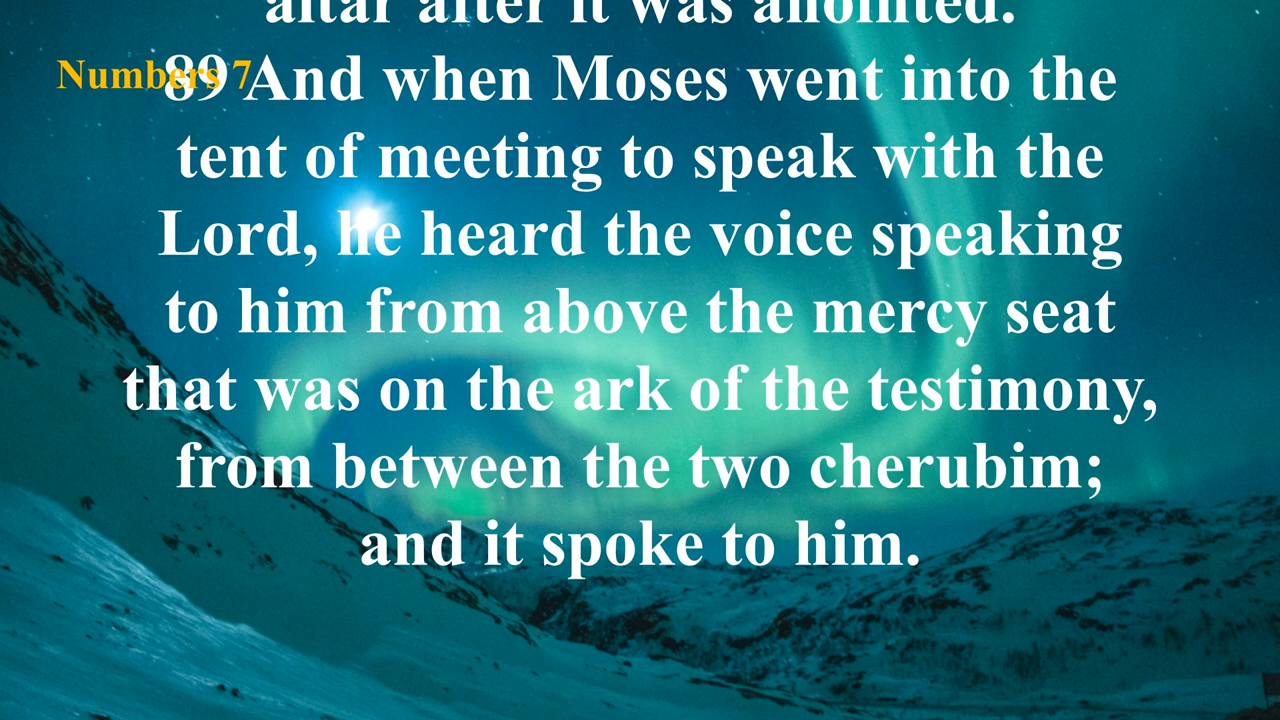 altar after it was anointed.
Numbers 7
89 And when Moses went into the
tent of meeting to speak with the
Lord, he heard the voice speaking
to him from above the mercy seat
that was on the ark of the testimony,
from between the two cherubim;
and it spoke to him.